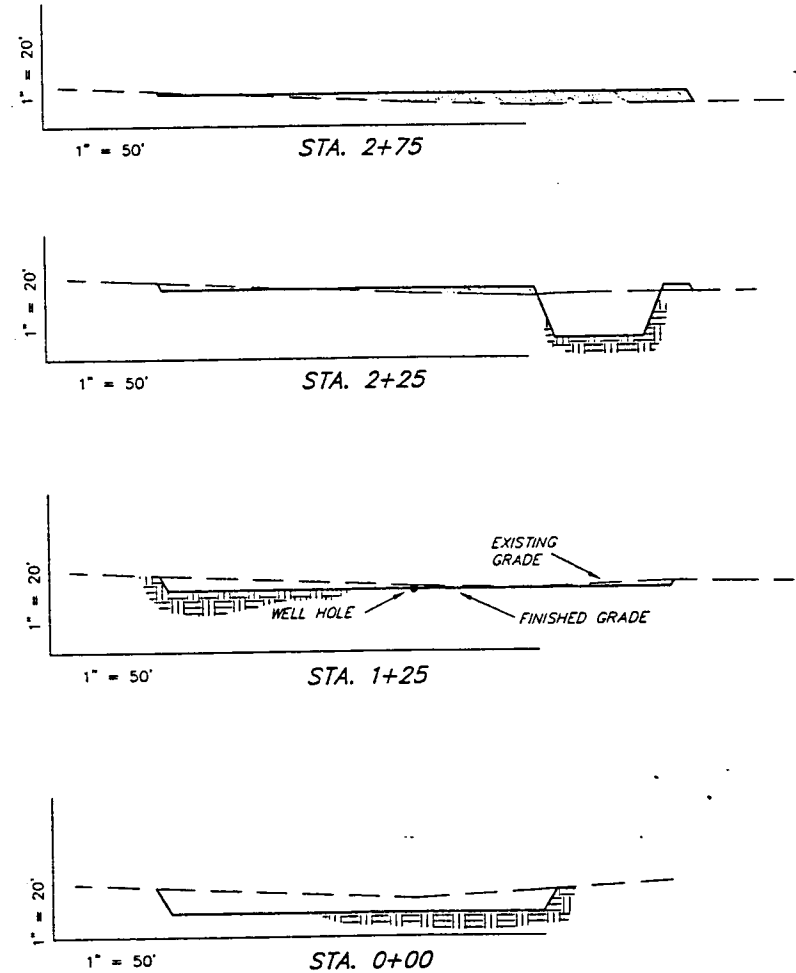 1" = 20'
1" = 50'
STA. 2+75
1" = 20'
1" = 50'
STA. 2+25
1" = 20'
EXISTING
GRADE
WELL HOLE
FINISHED GRADE
1" = 50'
STA. 1+25
1" = 20'
1" = 50'
STA. 0+00